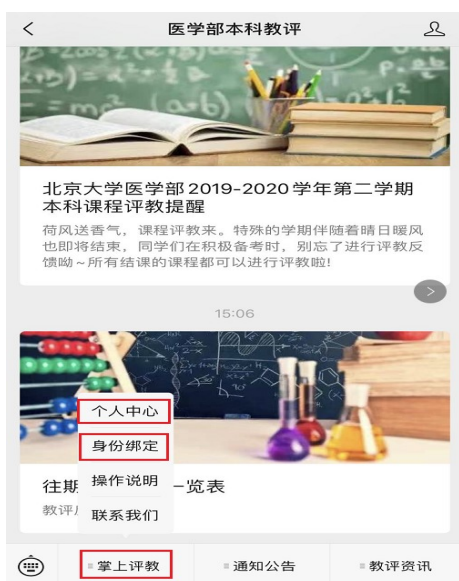 医学部本科教评
北京大学医学部2019-2020学年第二学期
本科课程评教提醒
荷风送香气，课程评教来。特殊的学期伴随着晴日暖风
也即将结束，同学们在积极备考时，别忘了进行评教反
馈呦～所有结课的课程都可以进行评教啦!
15:06
个人中心
身份绑定
操作说明
联系我们
往期
一览表
教评
掌上评教
通知公告
教评资讯